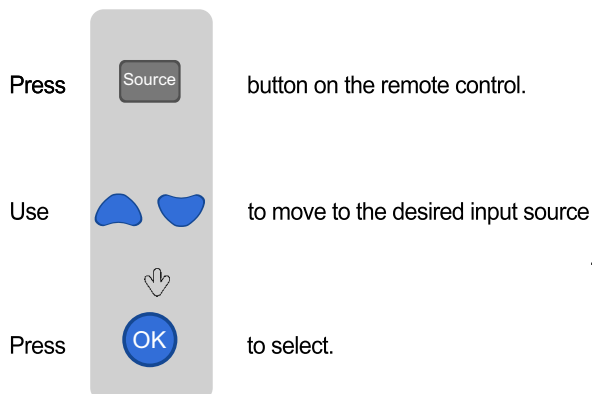 Press Source button on the remote control.
Use to move to the desired input source
.
Press OK to select.